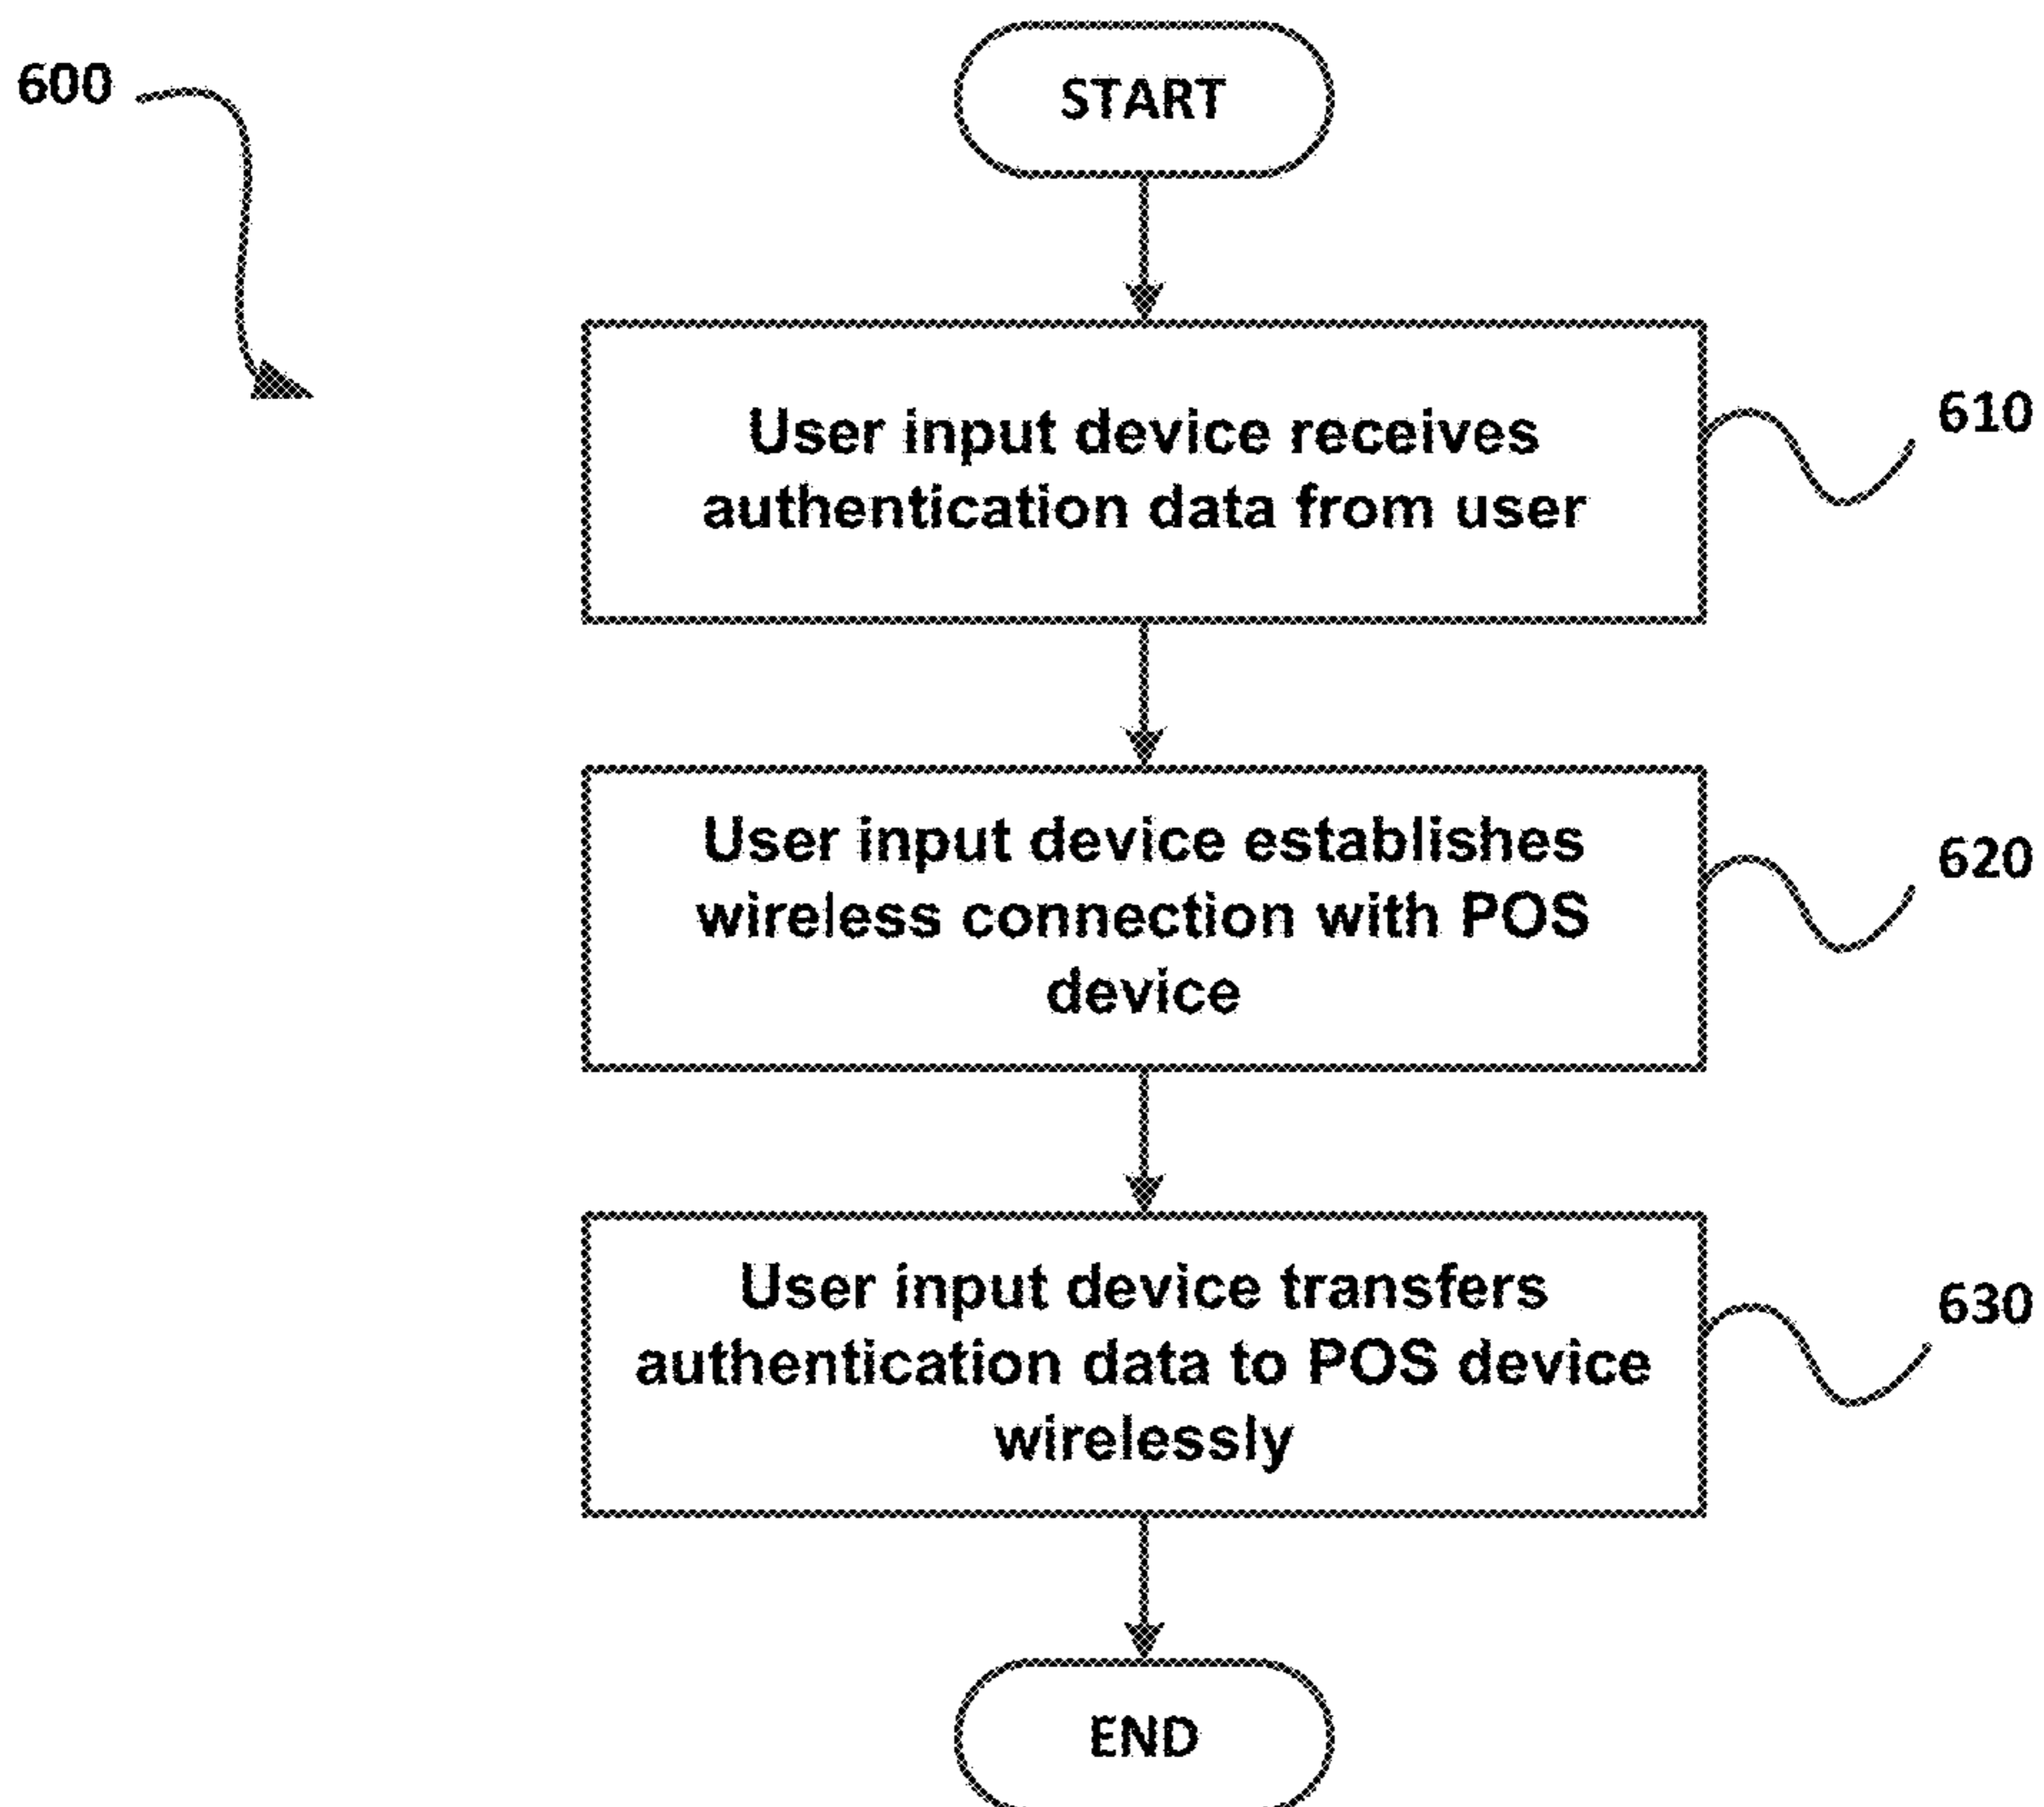 600
START
User input device receives
authentication data from user
610
User input device establishes
wireless connection with POS
device
620
User input device transfers
authentication data to POS device
wirelessly
630
END